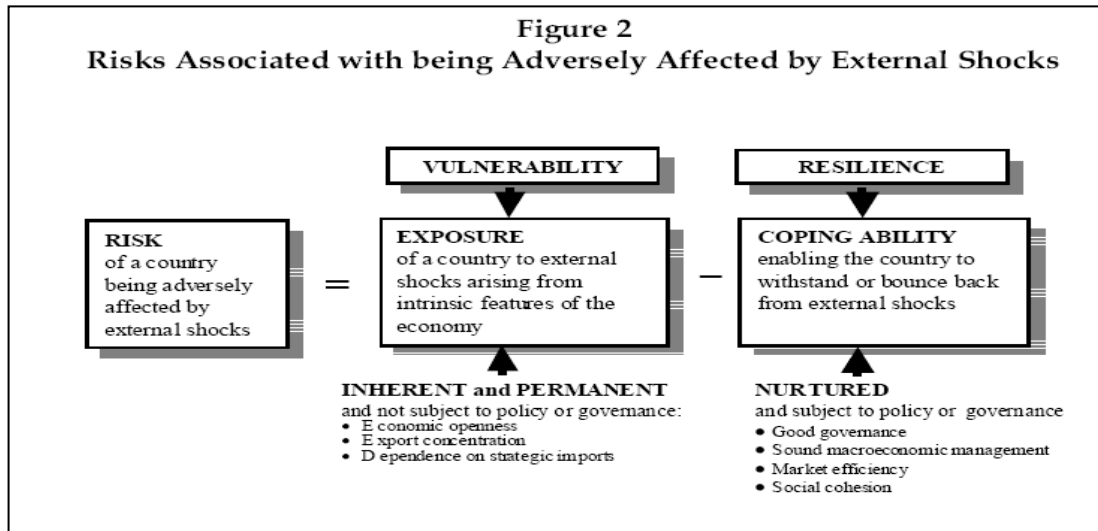 Figure 2
Risks Associated with being Adversely Affected by External Shocks
VULNERABILITY
RESILIENCE
RISK
of a country
being adversely
affected by
external shocks
=
EXPOSURE
of a country to external
shocks arising from
intrinsic features of the
economy
–
COPING ABILITY
enabling the country to
withstand or bounce back
from external shocks
INHERENT and PERMANENT
and not subject to policy or governance:
• Economic openness
• Export concentration
• Dependence on strategic imports
NURTURED
and subject to policy or governance
• Good governance
• Sound macroeconomic management
• Market efficiency
• Social cohesion